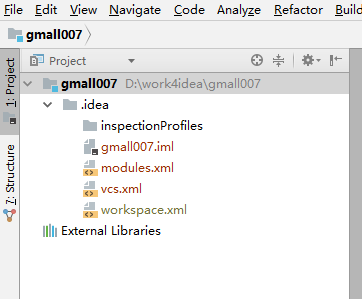 File Edit View Navigate Code Analyze Refactor Build
gmall007
Project
1: Project
7: Structure
gmall007 D:\work4idea\gmall007
.idea
inspectionProfiles
gmall007.iml
modules.xml
vcs.xml
workspace.xml
External Libraries